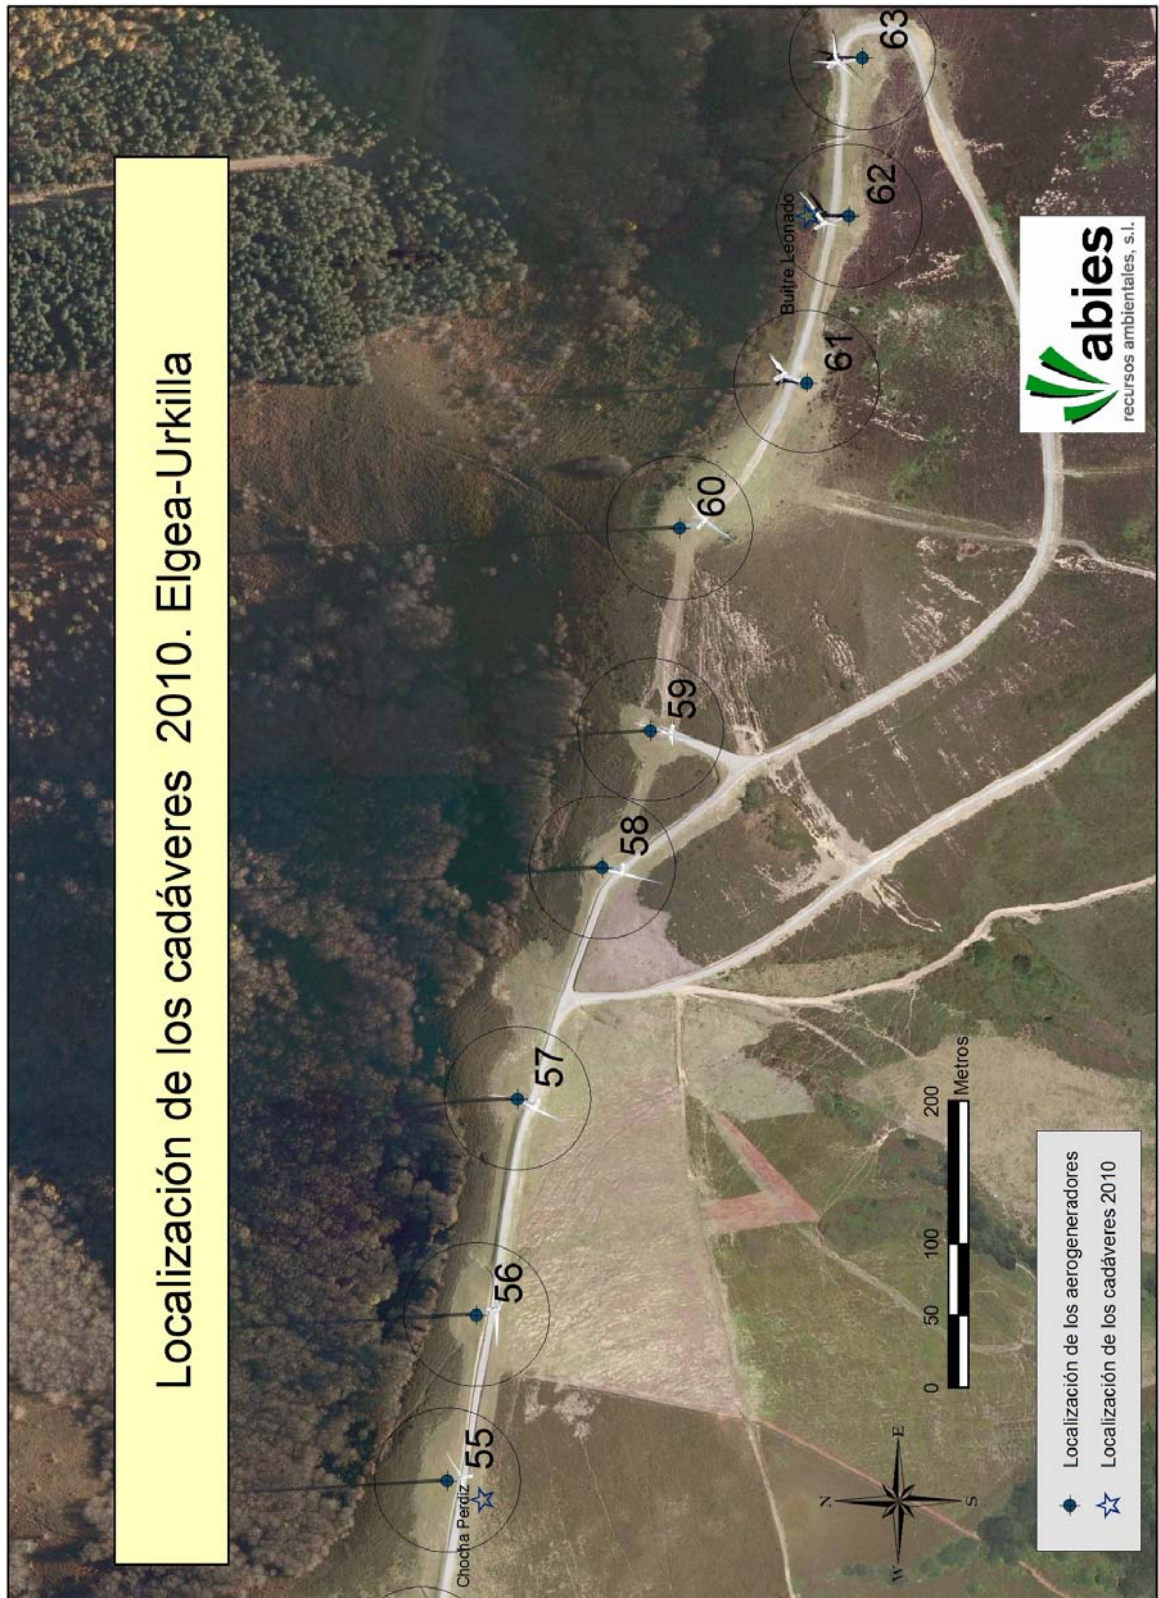 Localización de los cadáveres 2010. Elgea-Urkilla
Chocha Perdiz
55
56
57
58
59
60
61
Buitre Leonado
62
63
N
W
E
S
0
50
100
200
Metros
Localización de los aerogeneradores
Localización de los cadáveres 2010
abies
recursos ambientales, s.l.